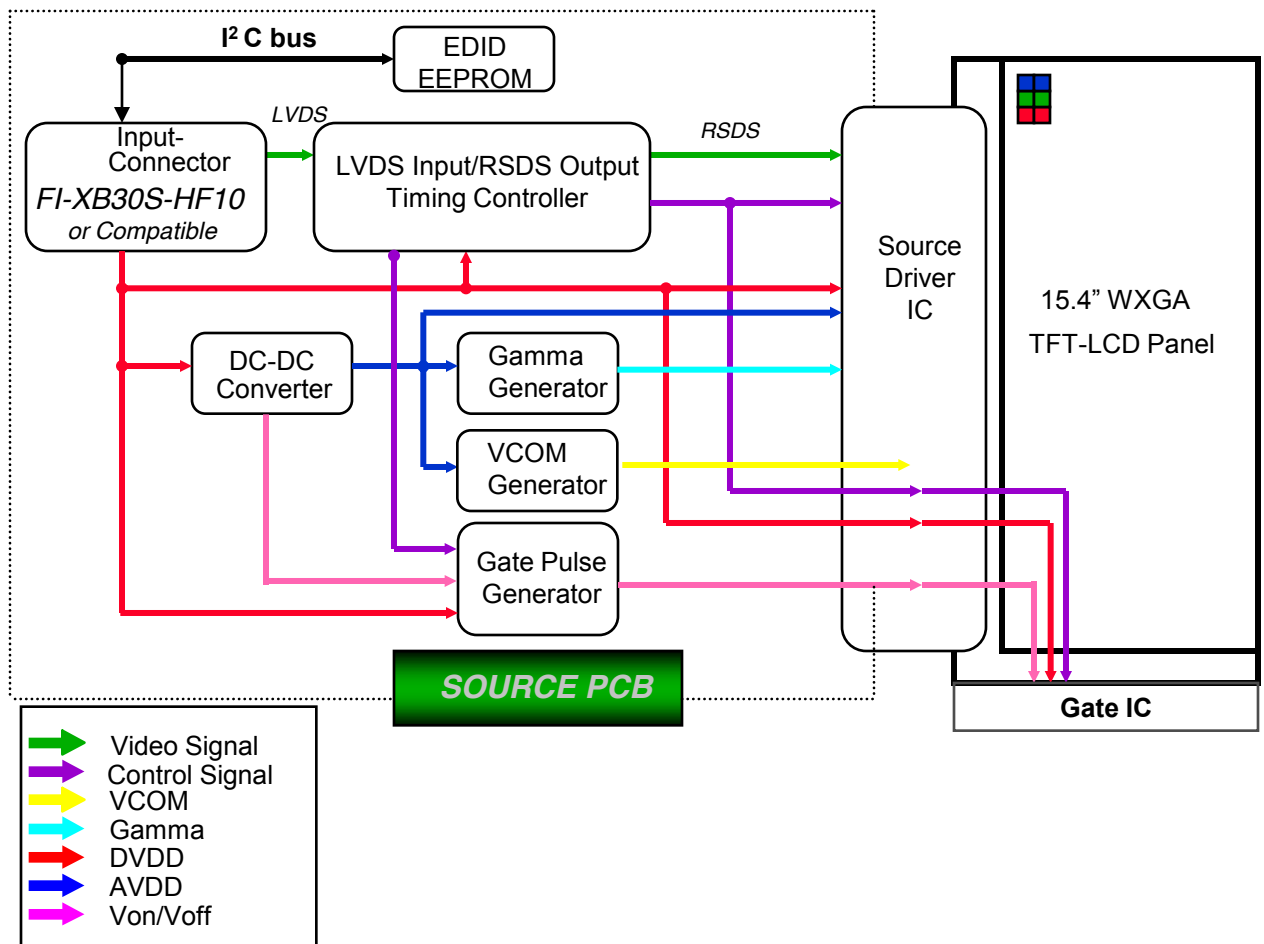 I² C bus
EDID
EEPROM
LVDS
RSDS
Input-
Connector
FI-XB30S-HF10
or Compatible
LVDS Input/RSDS Output
Timing Controller
Source
Driver
IC
15.4” WXGA
TFT-LCD Panel
DC-DC
Converter
Gamma
Generator
VCOM
Generator
Gate Pulse
Generator
SOURCE PCB
Gate IC
Video Signal
Control Signal
VCOM
Gamma
DVDD
AVDD
Von/Voff